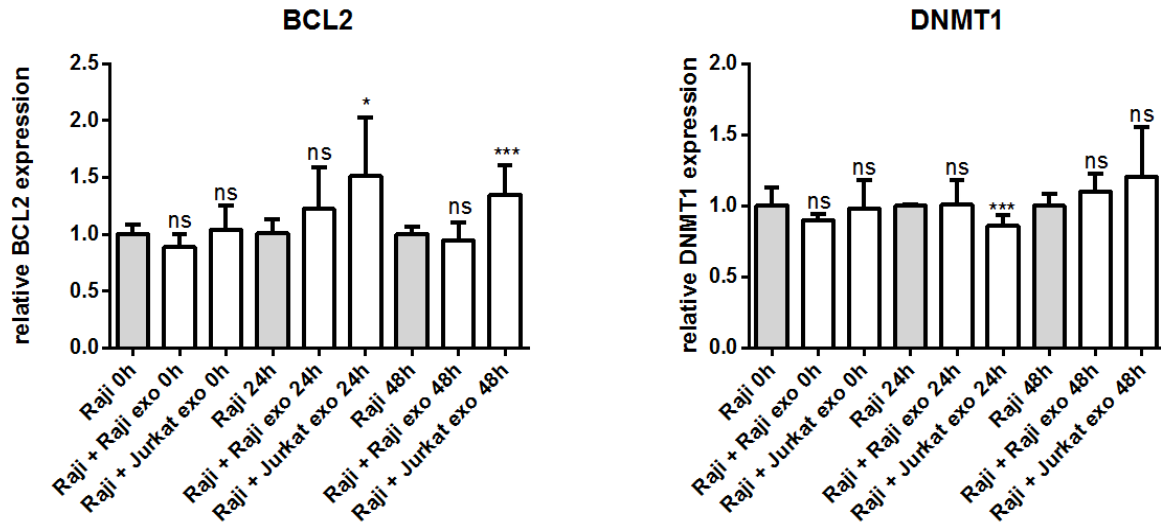 BCL2
relative BCL2 expression
2.5
2.0
1.5
1.0
0.5
0.0
ns
ns
ns
*
ns
***
Raji 0h
Raji + Raji exo 0h
Raji + Jurkat exo 0h
Raji 24h
Raji + Raji exo 24h
Raji + Jurkat exo 24h
Raji 48h
Raji + Raji exo 48h
Raji + Jurkat exo 48h
DNMT1
relative DNMT1 expression
2.0
1.5
1.0
0.5
0.0
ns
ns
ns
***
ns
ns
Raji 0h
Raji + Raji exo 0h
Raji + Jurkat exo 0h
Raji 24h
Raji + Raji exo 24h
Raji + Jurkat exo 24h
Raji 48h
Raji + Raji exo 48h
Raji + Jurkat exo 48h